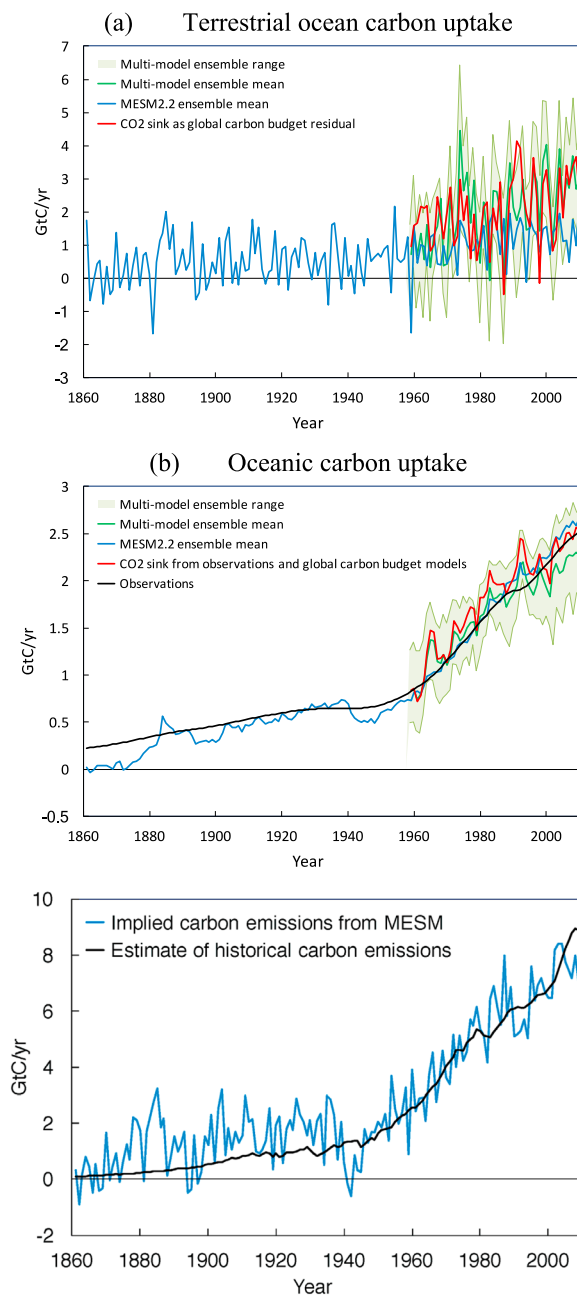 (a) Terrestrial ocean carbon uptake
7
6
5
4
3
2
1
0
-1
-2
-3
GtC/yr
Multi-model ensemble range
Multi-model ensemble mean
MESM2.2 ensemble mean
CO2 sink as global carbon budget residual
1860 1880 1900 1920 1940 1960 1980 2000
Year
(b) Oceanic carbon uptake
3
2.5
2
1.5
1
0.5
0
-0.5
GtC/yr
Multi-model ensemble range
Multi-model ensemble mean
MESM2.2 ensemble mean
CO2 sink from observations and global carbon budget models
Observations
1860 1880 1900 1920 1940 1960 1980 2000
Year
10
8
6
4
2
0
-2
GtC/yr
Implied carbon emissions from MESM
Estimate of historical carbon emissions
1860 1880 1900 1920 1940 1960 1980 2000
Year